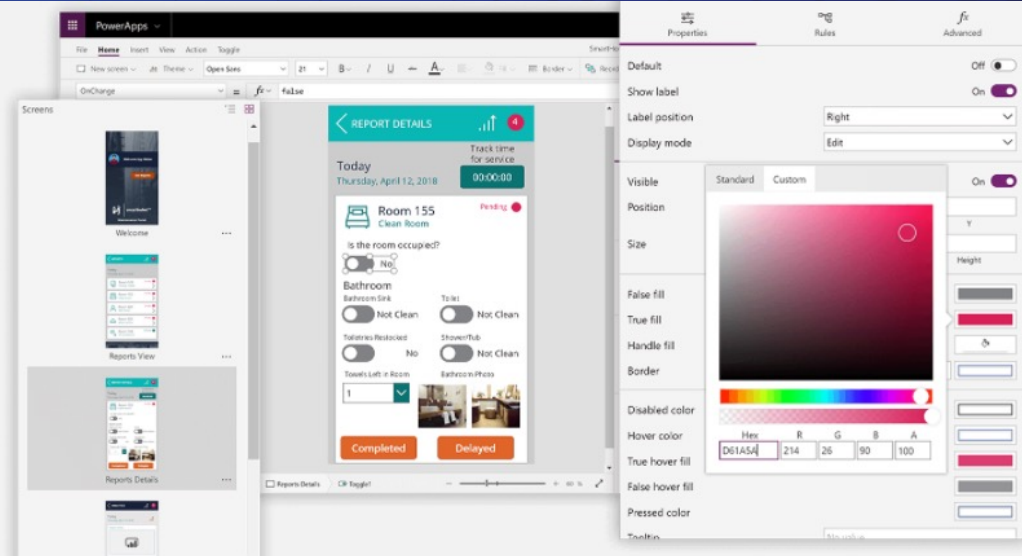 PowerApps
File Home Insert View Action Toggle
New screen Theme Open Sans 21 B I U A Border
OnChange = fx false
Screens
Welcome
Reports View
Reports Details
REPORT DETAILS 4
Track time
for service
Today
Thursday, April 12, 2018 00:00:00
Room 155 Pending
Clean Room
Is the room occupied?
No
Bathroom
Bathroom Sink Toilet
Not Clean Not Clean
Toiletries Restocked Shower/Tub
No Not Clean
Towels Left in Room Bathroom Photo
1
Completed Delayed
Reports Details Toggle1
Properties Rules fx Advanced
Default Off
Show label On
Label position Right
Display mode Edit
Visible On
Position
Y
Size
Height
False fill
True fill
Handle fill
Border
Disabled color
Hover color
True hover fill
False hover fill
Pressed color
Tooltip No value
Standard Custom
Hex R G B A
D61A5A 214 26 90 100